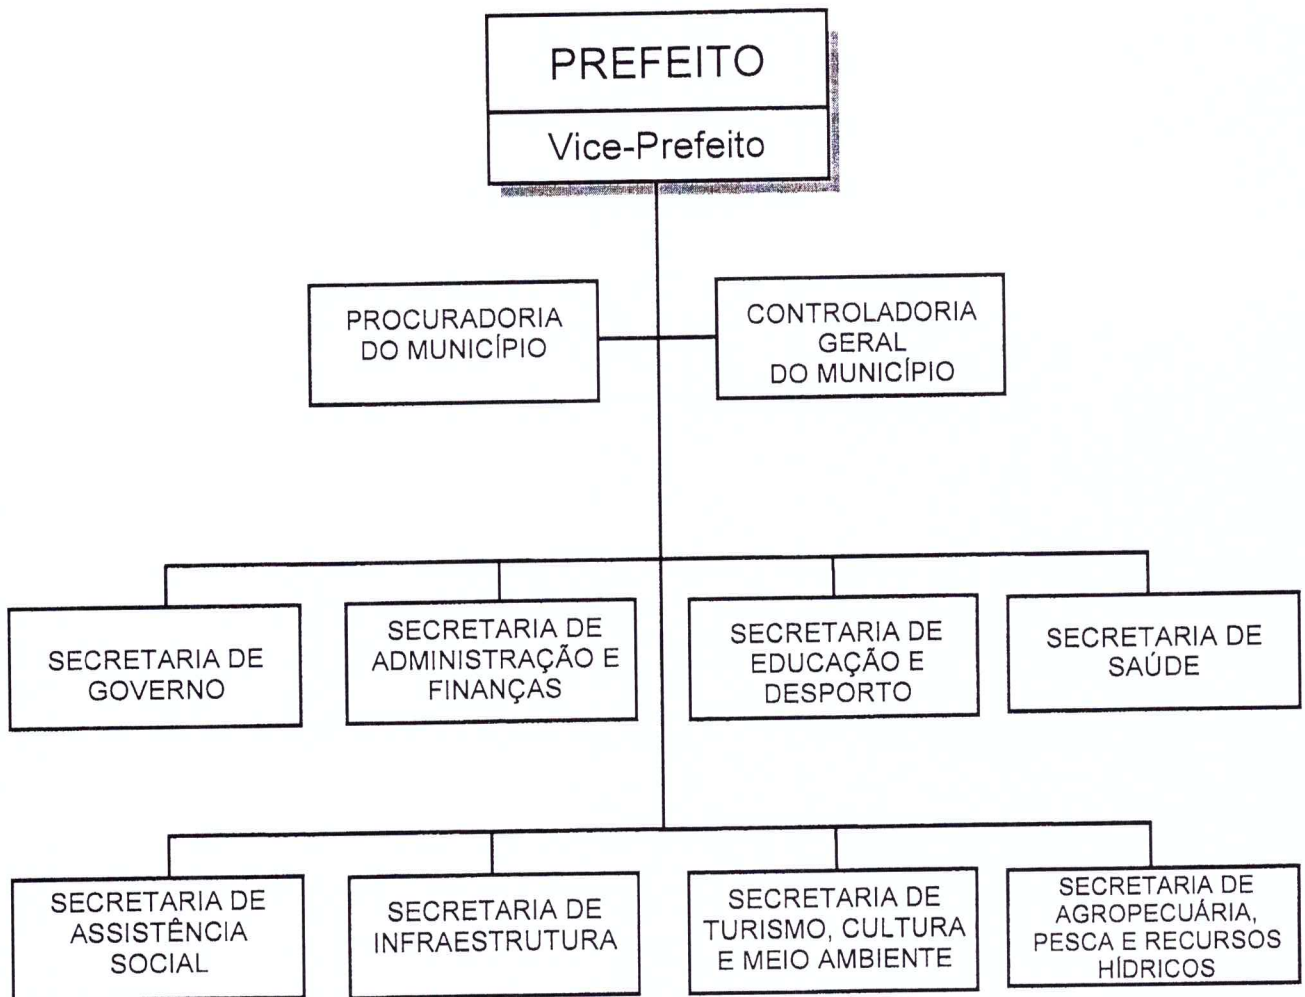 PREFEITO
Vice-Prefeito
PROCURADORIA
DO MUNICÍPIO
CONTROLADORIA
GERAL
DO MUNICÍPIO
SECRETARIA DE
GOVERNO
SECRETARIA DE
ADMINISTRAÇÃO E
FINANÇAS
SECRETARIA DE
EDUCAÇÃO E
DESPORTO
SECRETARIA DE
SAÚDE
SECRETARIA DE
ASSISTÊNCIA
SOCIAL
SECRETARIA DE
INFRAESTRUTURA
SECRETARIA DE
TURISMO, CULTURA
E MEIO AMBIENTE
SECRETARIA DE
AGROPECUÁRIA,
PESCA E RECURSOS
HÍDRICOS